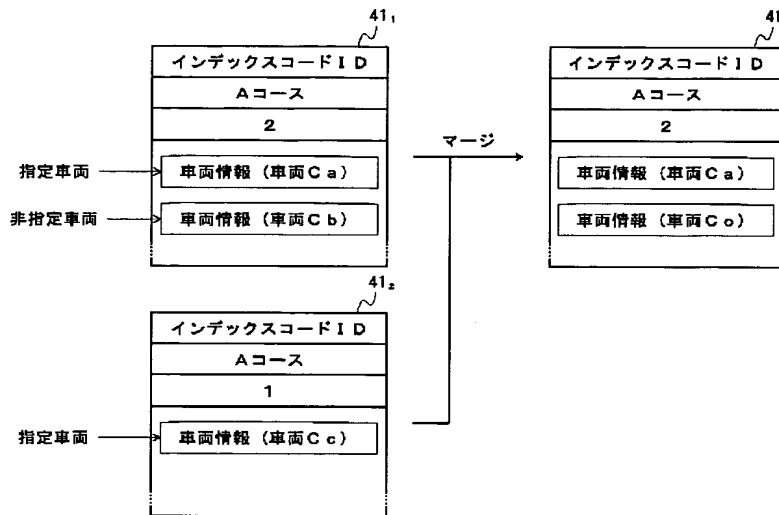 41₁
インデックスコードＩＤ
Ａコース
2
指定車両
車両情報（車両Ｃａ）
非指定車両
車両情報（車両Ｃｂ）
マージ
41
インデックスコードＩＤ
Ａコース
2
車両情報（車両Ｃａ）
車両情報（車両Ｃｏ）
41₂
インデックスコードＩＤ
Ａコース
1
指定車両
車両情報（車両Ｃｃ）